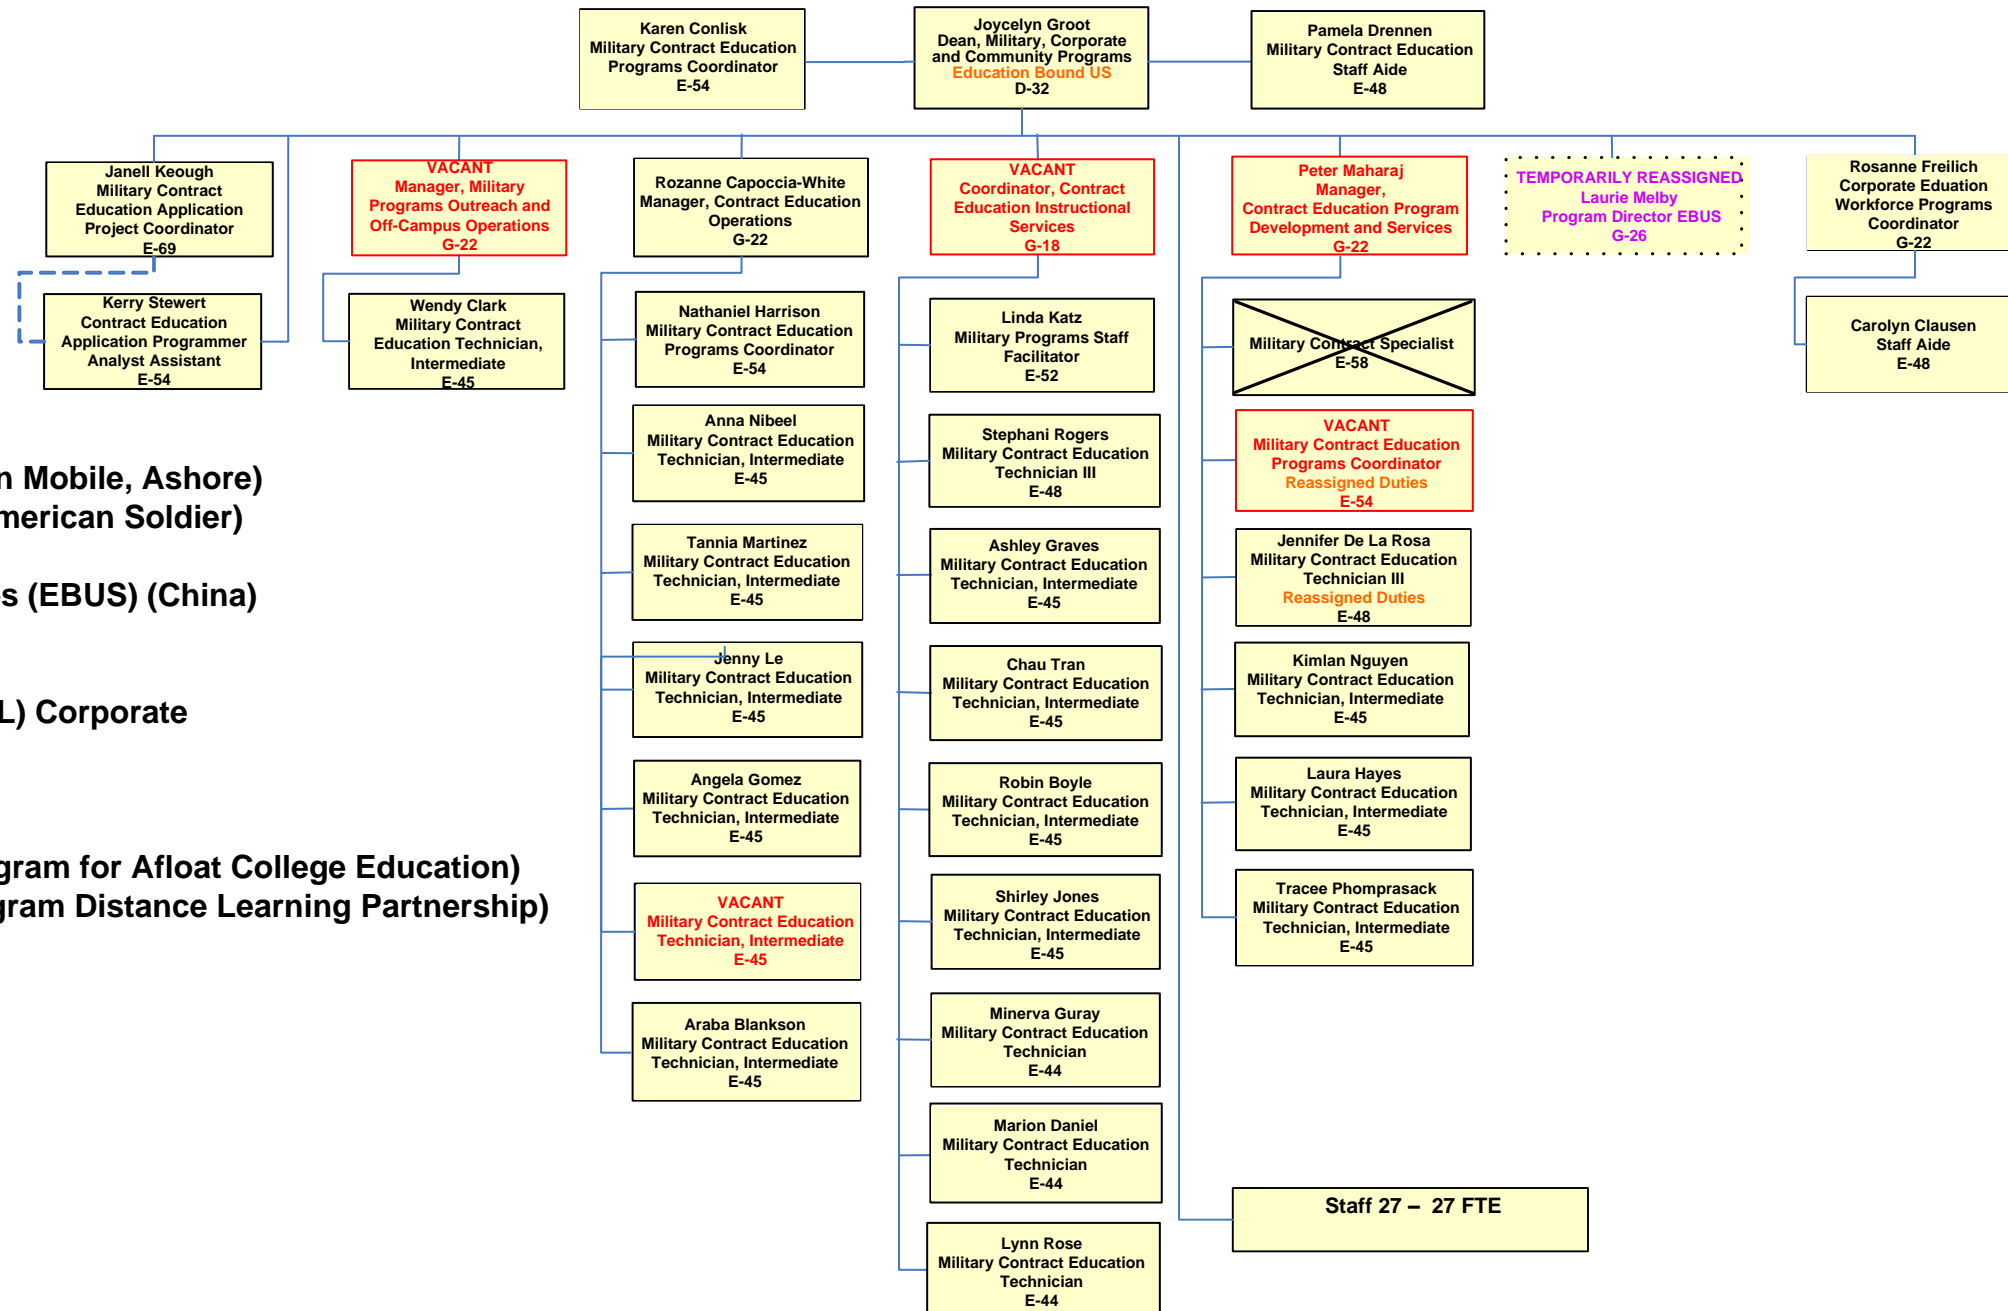 Karen Conlisk
Military Contract Education
Programs Coordinator
E-54
Joycelyn Groot
Dean, Military, Corporate
and Community Programs
Education Bound US
D-32
Pamela Drennen
Military Contract Education
Staff Aide
E-48
Janell Keough
Military Contract
Education Application
Project Coordinator
E-69
VACANT
Manager, Military
Programs Outreach and
Off-Campus Operations
G-22
Rozanne Capoccia-White
Manager, Contract Education
Operations
G-22
VACANT
Coordinator, Contract
Education Instructional
Services
G-18
Peter Maharaj
Manager,
Contract Education Program
Development and Services
G-22
TEMPORARILY REASSIGNED
Laurie Melby
Program Director EBUS
G-26
Rosanne Freilich
Corporate Eduation
Workforce Programs
Coordinator
G-22
Kerry Stewert
Contract Education
Application Programmer
Analyst Assistant
E-54
Wendy Clark
Military Contract
Education Technician,
Intermediate
E-45
Nathaniel Harrison
Military Contract Education
Programs Coordinator
E-54
Linda Katz
Military Programs Staff
Facilitator
E-52
Military Contract Specialist
E-58
Carolyn Clausen
Staff Aide
E-48
Anna Nibeel
Military Contract Education
Technician, Intermediate
E-45
Stephani Rogers
Military Contract Education
Technician III
E-48
VACANT
Military Contract Education
Programs Coordinator
Reassigned Duties
E-54
n Mobile, Ashore)
merican Soldier)
Tannia Martinez
Military Contract Education
Technician, Intermediate
E-45
Ashley Graves
Military Contract Education
Technician, Intermediate
E-45
Jennifer De La Rosa
Military Contract Education
Technician III
Reassigned Duties
E-48
s (EBUS) (China)
Jenny Le
Military Contract Education
Technician, Intermediate
E-45
Chau Tran
Military Contract Education
Technician, Intermediate
E-45
Kimlan Nguyen
Military Contract Education
Technician, Intermediate
E-45
L) Corporate
Angela Gomez
Military Contract Education
Technician, Intermediate
E-45
Robin Boyle
Military Contract Education
Technician, Intermediate
E-45
Laura Hayes
Military Contract Education
Technician, Intermediate
E-45
gram for Afloat College Education)
gram Distance Learning Partnership)
VACANT
Military Contract Education
Technician, Intermediate
E-45
Shirley Jones
Military Contract Education
Technician, Intermediate
E-45
Tracee Phomprasack
Military Contract Education
Technician, Intermediate
E-45
Araba Blankson
Military Contract Education
Technician, Intermediate
E-45
Minerva Guray
Military Contract Education
Technician
E-44
Marion Daniel
Military Contract Education
Technician
E-44
Staff 27 – 27 FTE
Lynn Rose
Military Contract Education
Technician
E-44